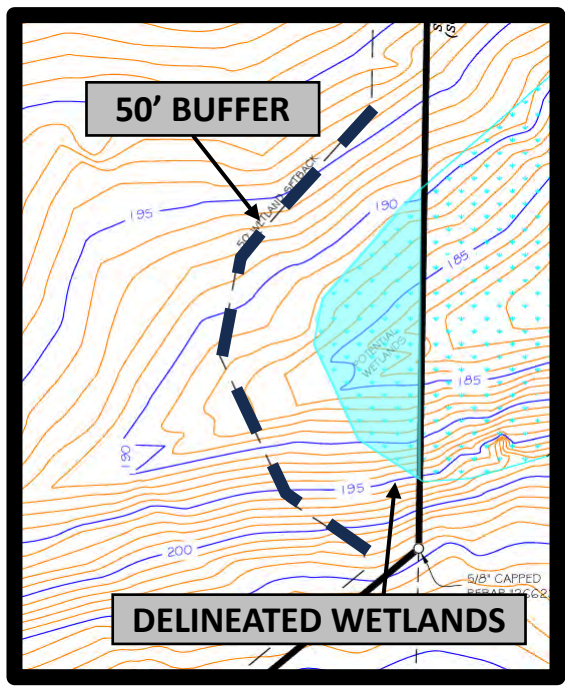 50’ BUFFER
50' WETLAND SETBACK
195
190
185
POTENTIAL
WETLANDS
185
190
195
200
5/8" CAPPED
REBAR
DELINEATED WETLANDS